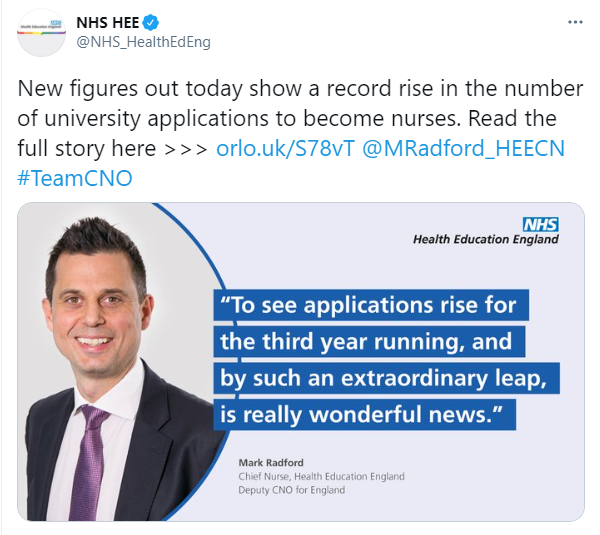 NHS HEE
@NHS_HealthEdEng
New figures out today show a record rise in the number
of university applications to become nurses. Read the
full story here >>> orlo.uk/S78vT @MRadford_HEECN
#TeamCNO
NHS
Health Education England
“To see applications rise for
the third year running, and
by such an extraordinary leap,
is really wonderful news.”
Mark Radford
Chief Nurse, Health Education England
Deputy CNO for England